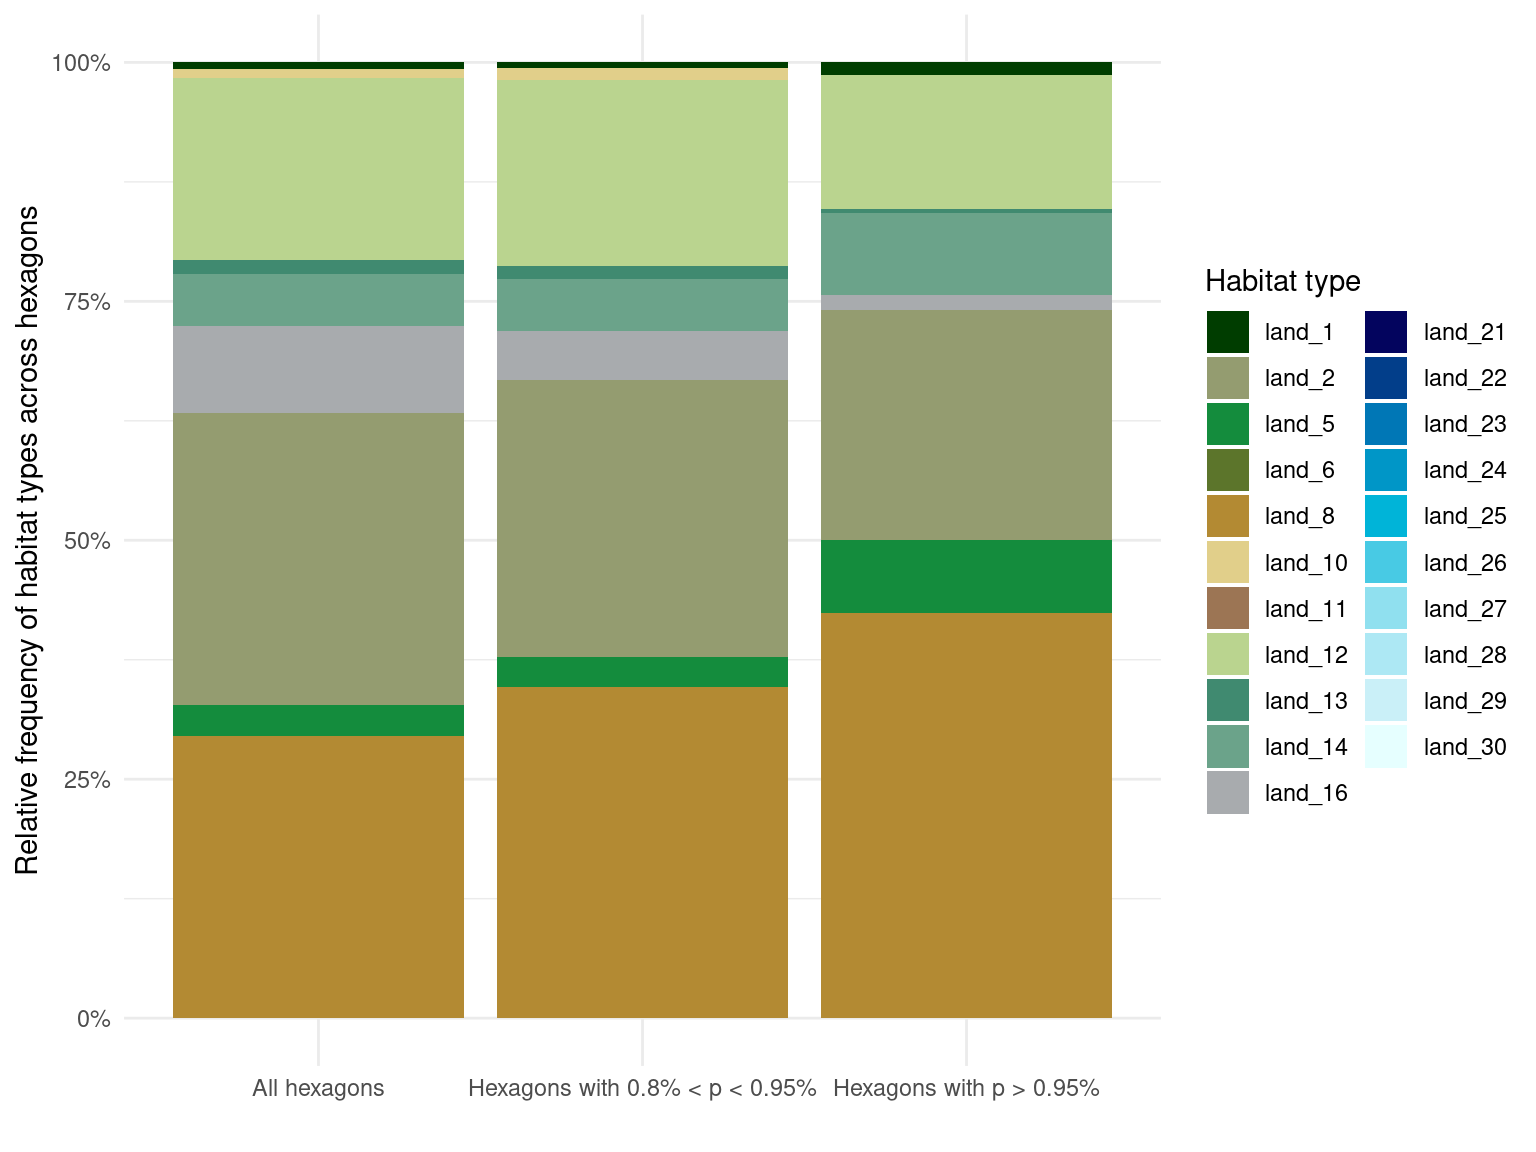 Relative frequency of habitat types across hexagons
100%
75%
50%
25%
0%
All hexagons
Hexagons with 0.8% < p < 0.95%
Hexagons with p > 0.95%
Habitat type
land_1
land_2
land_5
land_6
land_8
land_10
land_11
land_12
land_13
land_14
land_16
land_21
land_22
land_23
land_24
land_25
land_26
land_27
land_28
land_29
land_30